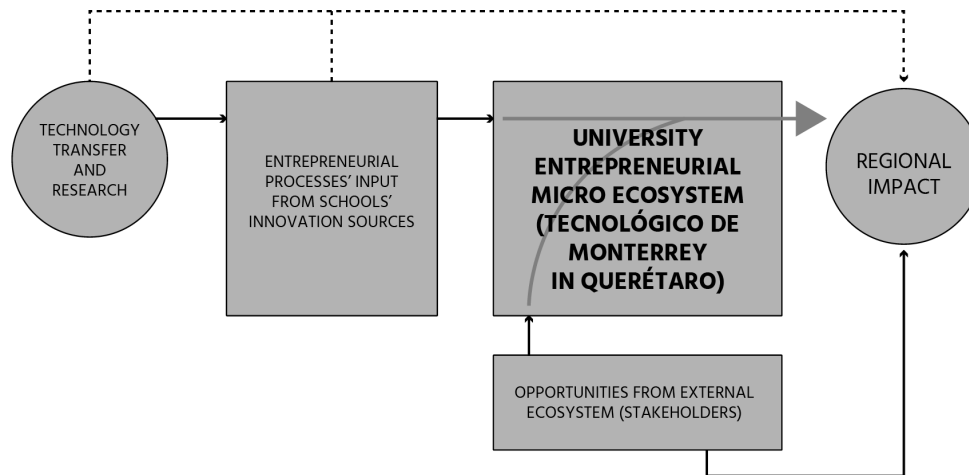 TECHNOLOGY
TRANSFER
AND
RESEARCH
ENTREPRENEURIAL
PROCESSES’ INPUT
FROM SCHOOLS’
INNOVATION SOURCES
UNIVERSITY
ENTREPRENEURIAL
MICRO ECOSYSTEM
(TECNOLÓGICO DE
MONTERREY
IN QUERÉTARO)
REGIONAL
IMPACT
OPPORTUNITIES FROM EXTERNAL
ECOSYSTEM (STAKEHOLDERS)